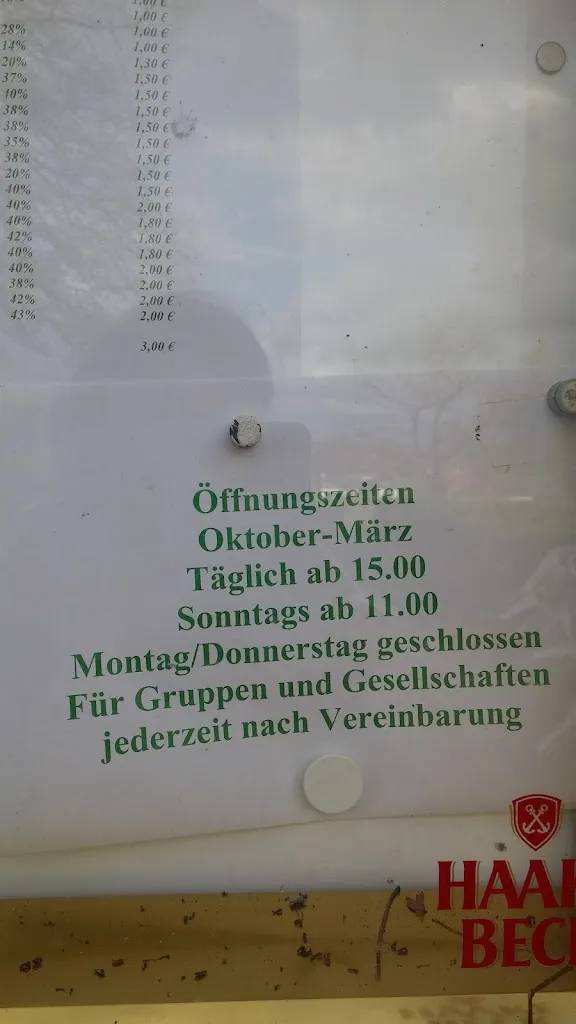 1,00 €
1,00 €
28% 1,00 €
14% 1,00 €
20% 1,30 €
37% 1,50 €
40% 1,50 €
38% 1,50 €
38% 1,50 €
35% 1,50 €
38% 1,50 €
20% 1,50 €
40% 1,50 €
40% 2,00 €
40% 1,80 €
42% 1,80 €
40% 1,80 €
40% 2,00 €
38% 2,00 €
42% 2,00 €
43% 2,00 €
3,00 €
Öffnungszeiten
Oktober-März
Täglich ab 15.00
Sonntags ab 11.00
Montag/Donnerstag geschlossen
Für Gruppen und Gesellschaften
jederzeit nach Vereinbarung
HAAK
BECK